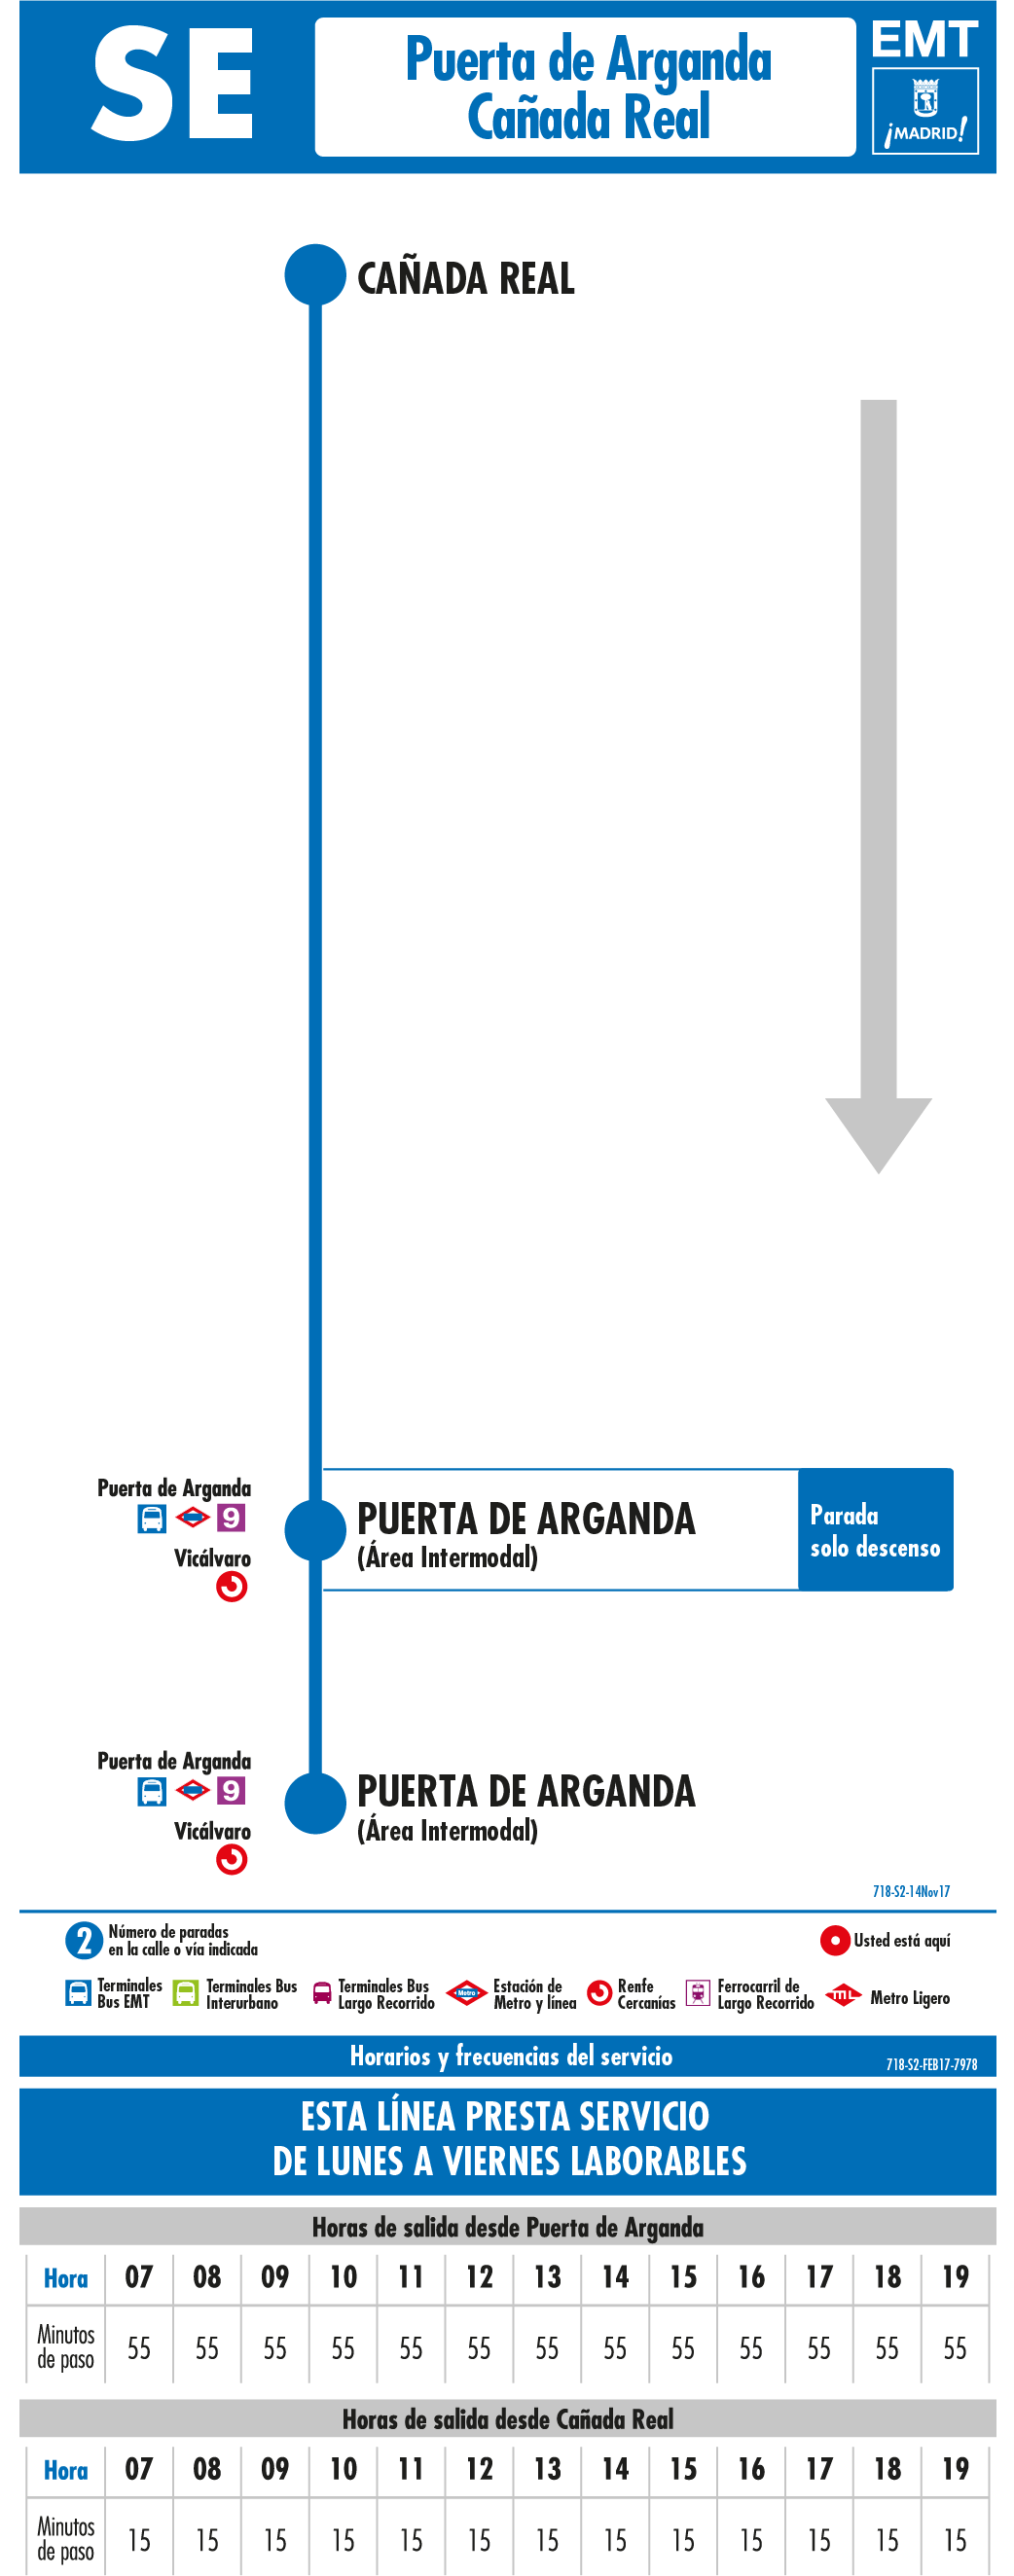 SE
Puerta de Arganda
Cañada Real
EMT
¡MADRID!
CAÑADA REAL
Puerta de Arganda
9
Vicálvaro
PUERTA DE ARGANDA
(Área Intermodal)
Parada
solo descenso
Puerta de Arganda
9
Vicálvaro
PUERTA DE ARGANDA
(Área Intermodal)
718-S2-14Nov17
2 Número de paradas
en la calle o vía indicada
Usted está aquí
Terminales
Bus EMT
Terminales Bus
Interurbano
Terminales Bus
Largo Recorrido
Metro
Estación de
Metro y línea
Renfe
Cercanías
Ferrocarril de
Largo Recorrido
mL Metro Ligero
Horarios y frecuencias del servicio
718-S2-FEB17-7978
ESTA LÍNEA PRESTA SERVICIO
DE LUNES A VIERNES LABORABLES
Horas de salida desde Puerta de Arganda
Hora 07 08 09 10 11 12 13 14 15 16 17 18 19
Minutos
de paso 55 55 55 55 55 55 55 55 55 55 55 55 55
Horas de salida desde Cañada Real
Hora 07 08 09 10 11 12 13 14 15 16 17 18 19
Minutos
de paso 15 15 15 15 15 15 15 15 15 15 15 15 15